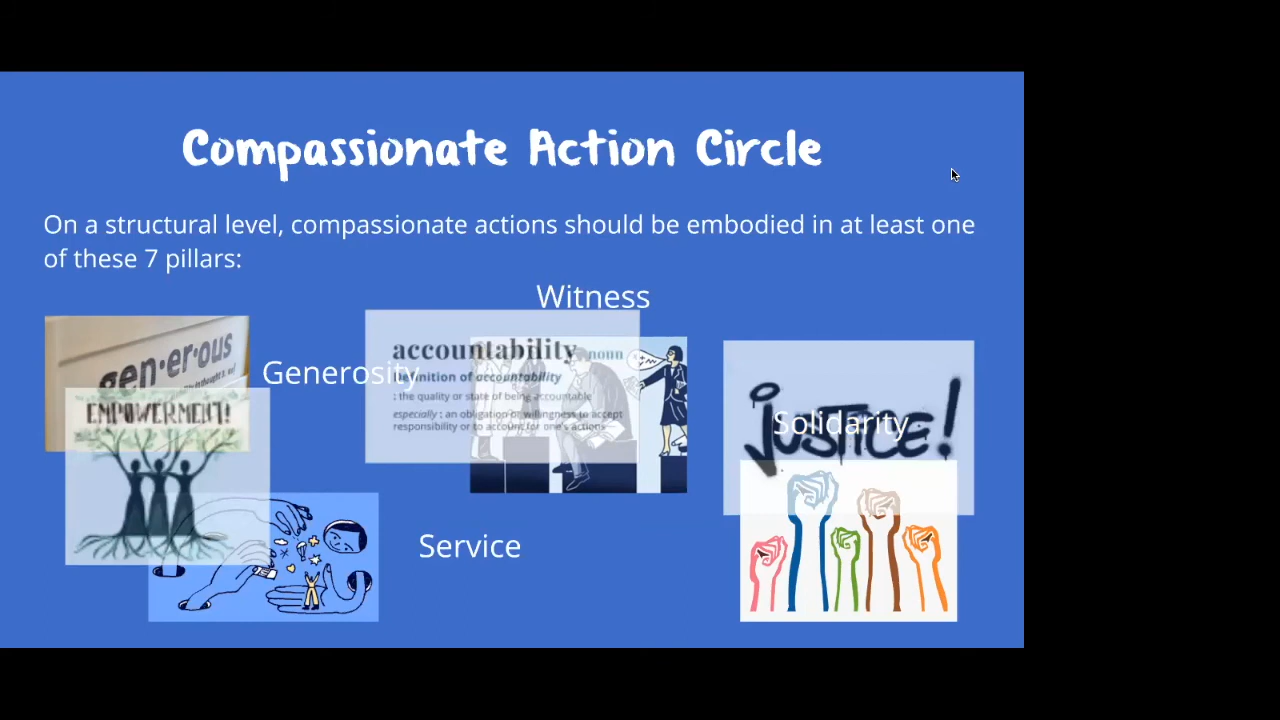 Compassionate Action Circle
On a structural level, compassionate actions should be embodied in at least one
of these 7 pillars:
Witness
gen·er·ous
Generosity
EMPOWERMENT!
accountability noun
definition of accountability
: the quality or state of being accountable
especially : an obligation or willingness to accept
responsibility or to account for one's actions
JUSTICE!
Solidarity
Service